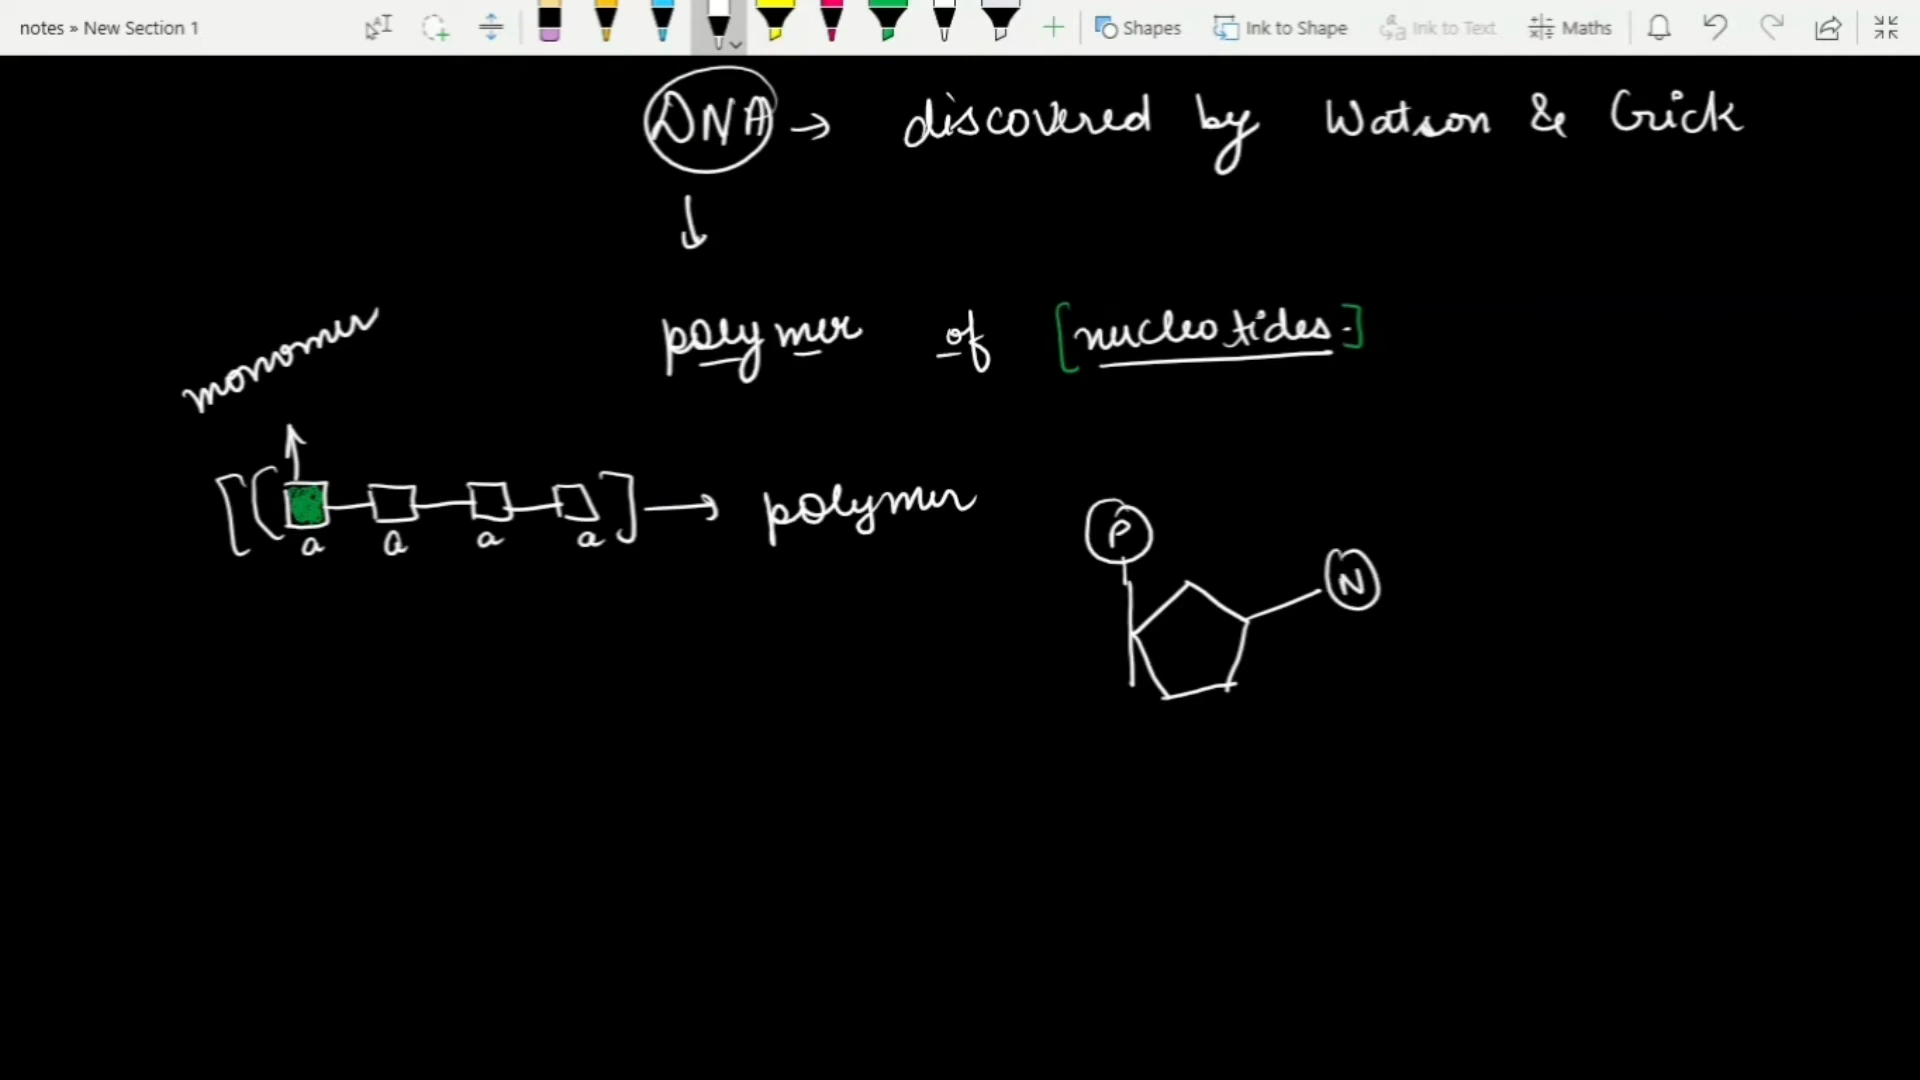 notes » New Section 1
Shapes
Ink to Shape
Ink to Text
Maths
DNA → discovered by Watson & Crick
↓
monomer
polymer of [nucleotides.]
polymer
a a a a
P
N